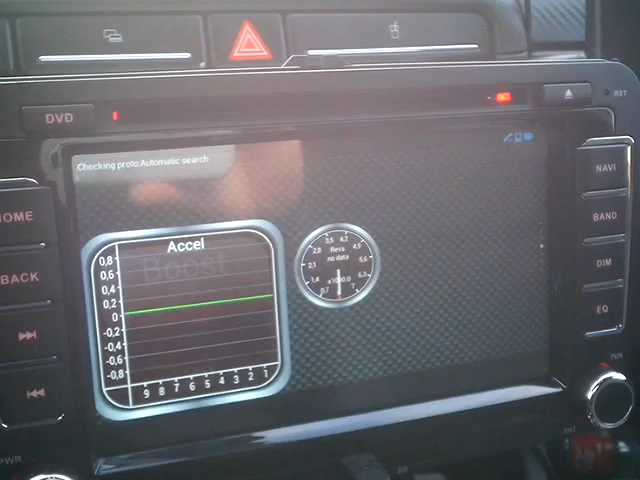 DVD
RST
Checking proto:Automatic search
HOME
BACK
PWR
NAVI
BAND
DIM
EQ
TUN
Accel
Boost
0,8
0,6
0,4
0,2
0
-0,2
-0,4
-0,6
-0,8
9 8 7 6 5 4 3 2 1
3,5 4,2
2,8 4,9
Revs
no data
2,1 5,6
1,4 x1000.0 6,3
0,7 7